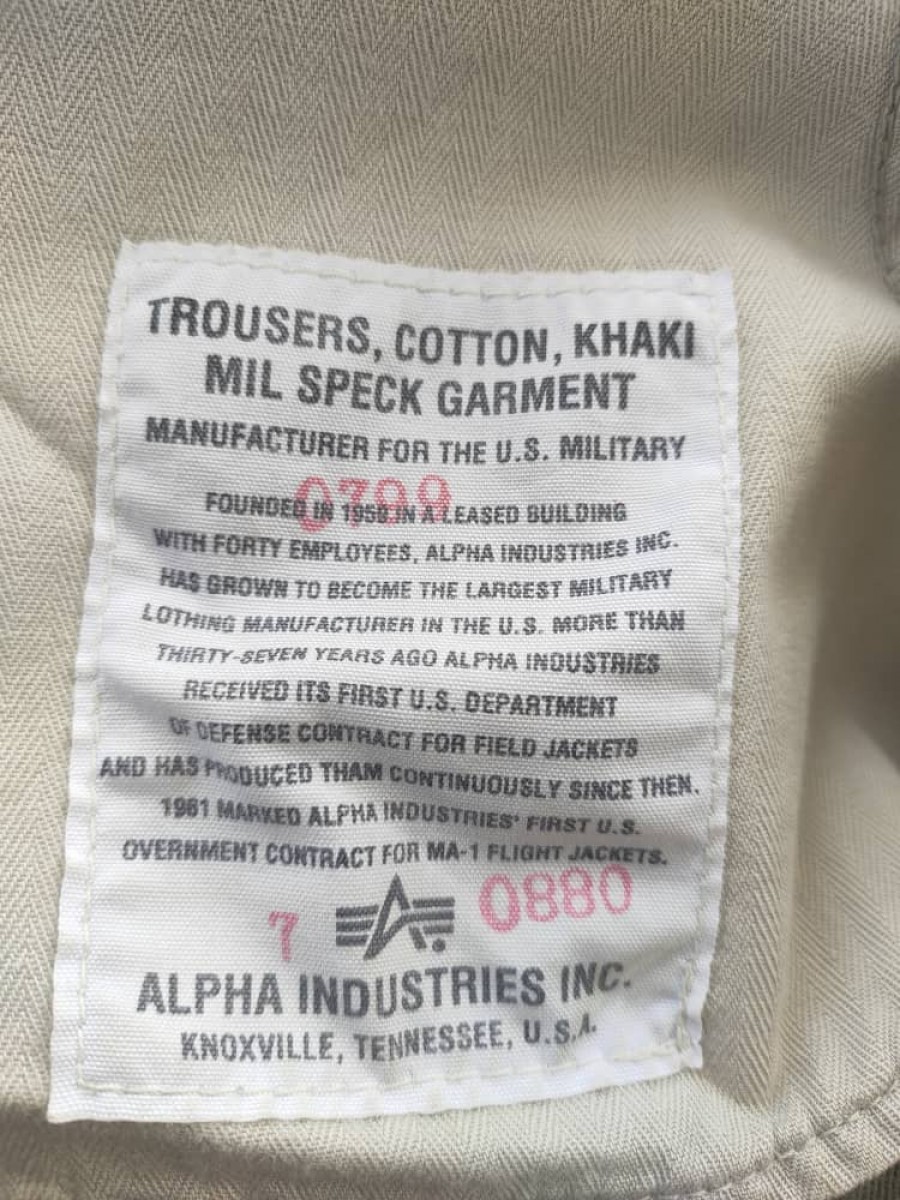 TROUSERS, COTTON, KHAKI
MIL SPECK GARMENT
MANUFACTURER FOR THE U.S. MILITARY
0799
FOUNDED IN 1959 IN A LEASED BUILDING
WITH FORTY EMPLOYEES, ALPHA INDUSTRIES INC.
HAS GROWN TO BECOME THE LARGEST MILITARY
LOTHING MANUFACTURER IN THE U.S. MORE THAN
THIRTY-SEVEN YEARS AGO ALPHA INDUSTRIES
RECEIVED ITS FIRST U.S. DEPARTMENT
OF DEFENSE CONTRACT FOR FIELD JACKETS
AND HAS PRODUCED THAM CONTINUOUSLY SINCE THEN.
1961 MARKED ALPHA INDUSTRIES' FIRST U.S.
OVERNMENT CONTRACT FOR MA-1 FLIGHT JACKETS.
7 0880
ALPHA INDUSTRIES INC.
KNOXVILLE, TENNESSEE, U.S.A.